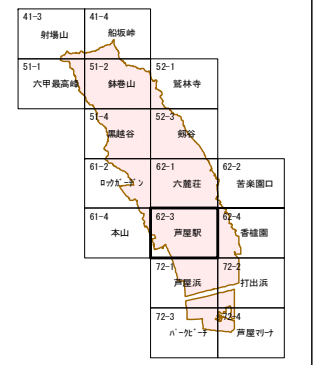 41-3 41-4
射場山 船坂峠
51-1 51-2 52-1
六甲最高峰 鉢巻山 鷲林寺
51-4 52-3
黒越谷 剱谷
61-2 62-1 62-2
ﾛｯｸｶﾞｰﾃﾞﾝ 六麓荘 苦楽園口
61-4 62-3 62-4
本山 芦屋駅 香櫨園
72-1 72-2
芦屋浜 打出浜
72-3 72-4
ﾊﾟｰｸﾋﾞｰﾁ 芦屋ﾏﾘｰﾅ